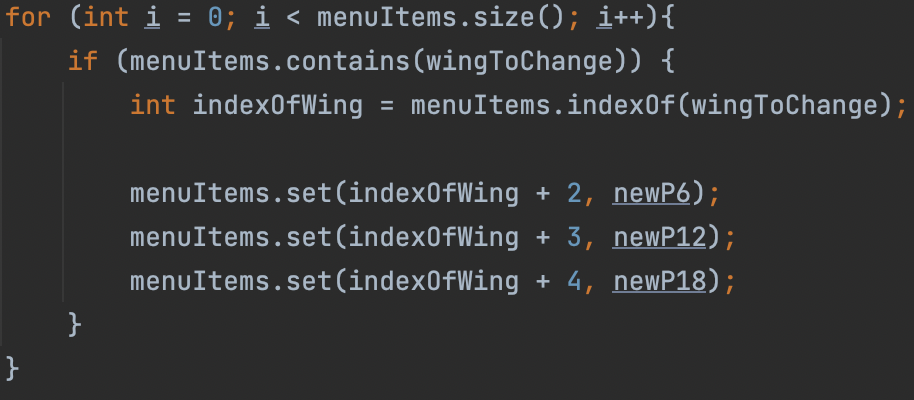 for (int i = 0; i < menuItems.size(); i++){
if (menuItems.contains(wingToChange)) {
int indexOfWing = menuItems.indexOf(wingToChange);
menuItems.set(indexOfWing + 2, newP6);
menuItems.set(indexOfWing + 3, newP12);
menuItems.set(indexOfWing + 4, newP18);
}
}